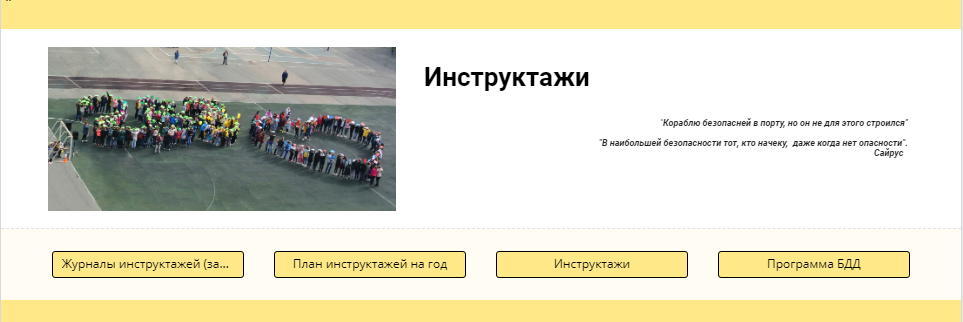 Инструктажи
"Кораблю безопасней в порту, но он не для этого строился"
"В наибольшей безопасности тот, кто начеку,  даже когда нет опасности".
Сайрус
Журналы инструктажей (за...
План инструктажей на год
Инструктажи
Программа БДД